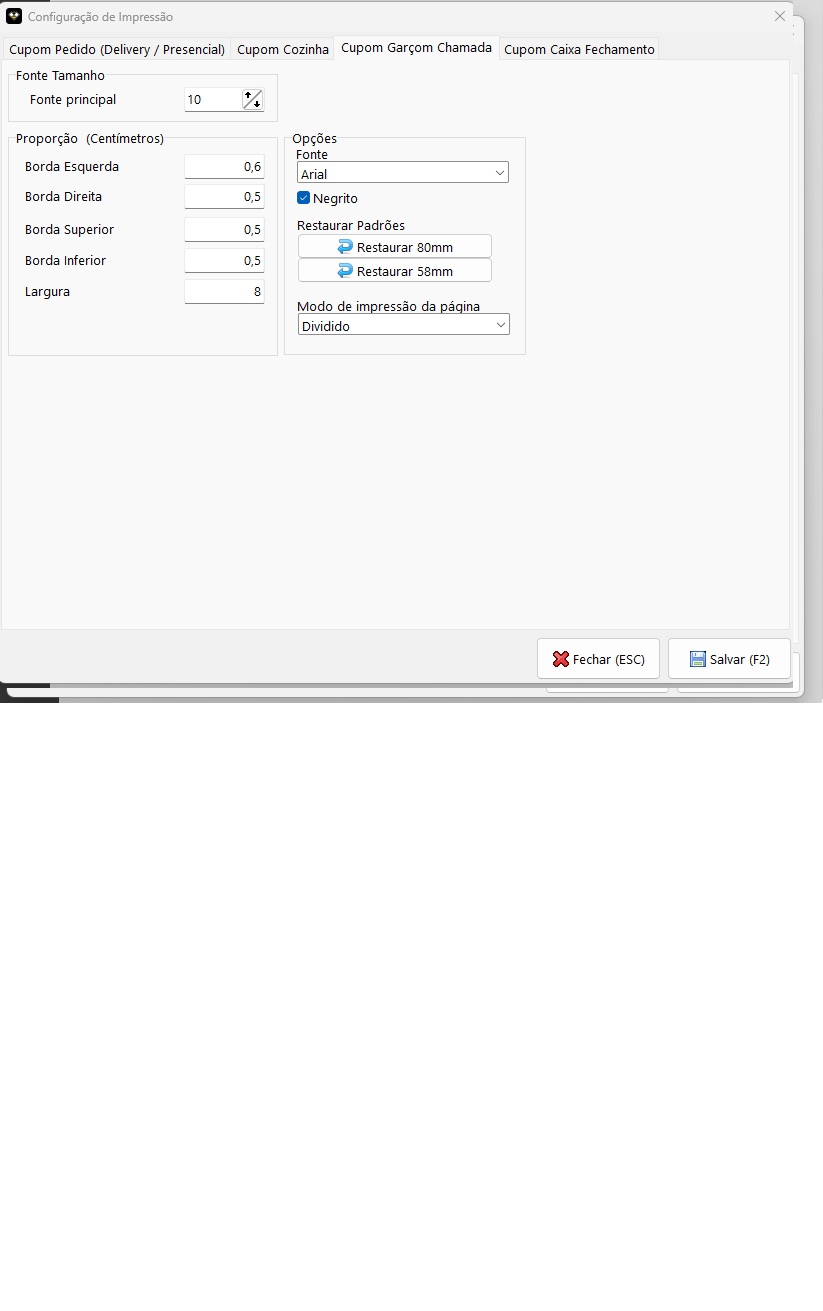 Configuração de Impressão
Cupom Pedido (Delivery / Presencial) Cupom Cozinha Cupom Garçom Chamada Cupom Caixa Fechamento
Fonte Tamanho
Fonte principal 10
Proporção (Centímetros)
Borda Esquerda 0,6
Borda Direita 0,5
Borda Superior 0,5
Borda Inferior 0,5
Largura 8
Opções
Fonte
Arial
Negrito
Restaurar Padrões
Restaurar 80mm
Restaurar 58mm
Modo de impressão da página
Dividido
Fechar (ESC) Salvar (F2)